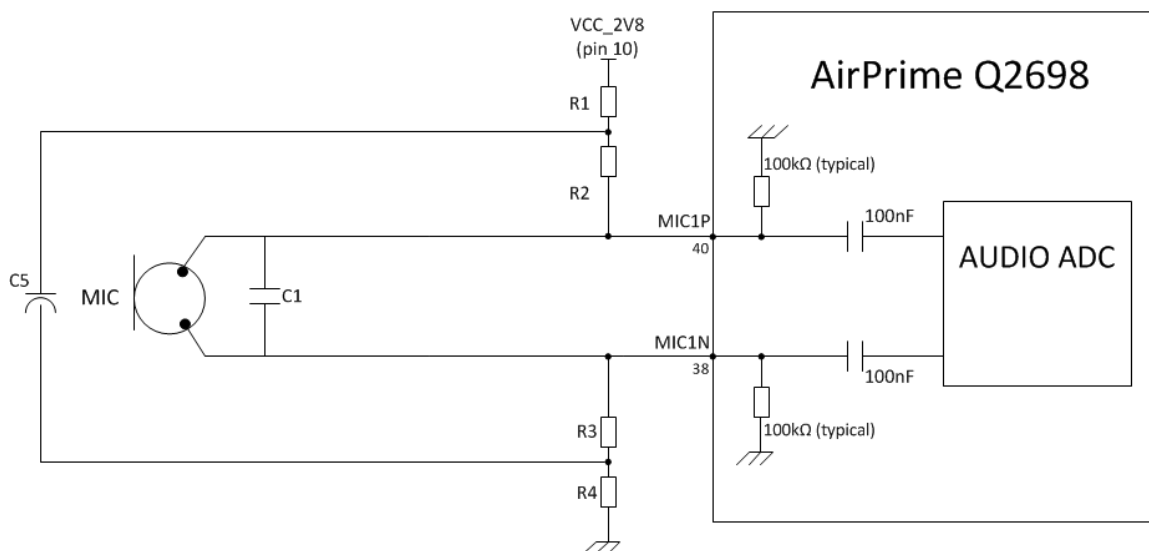 VCC_2V8
(pin 10)
AirPrime Q2698
R1
100kΩ (typical)
R2
MIC1P
40
100nF
AUDIO ADC
C5
MIC
C1
MIC1N
38
100nF
R3
100kΩ (typical)
R4